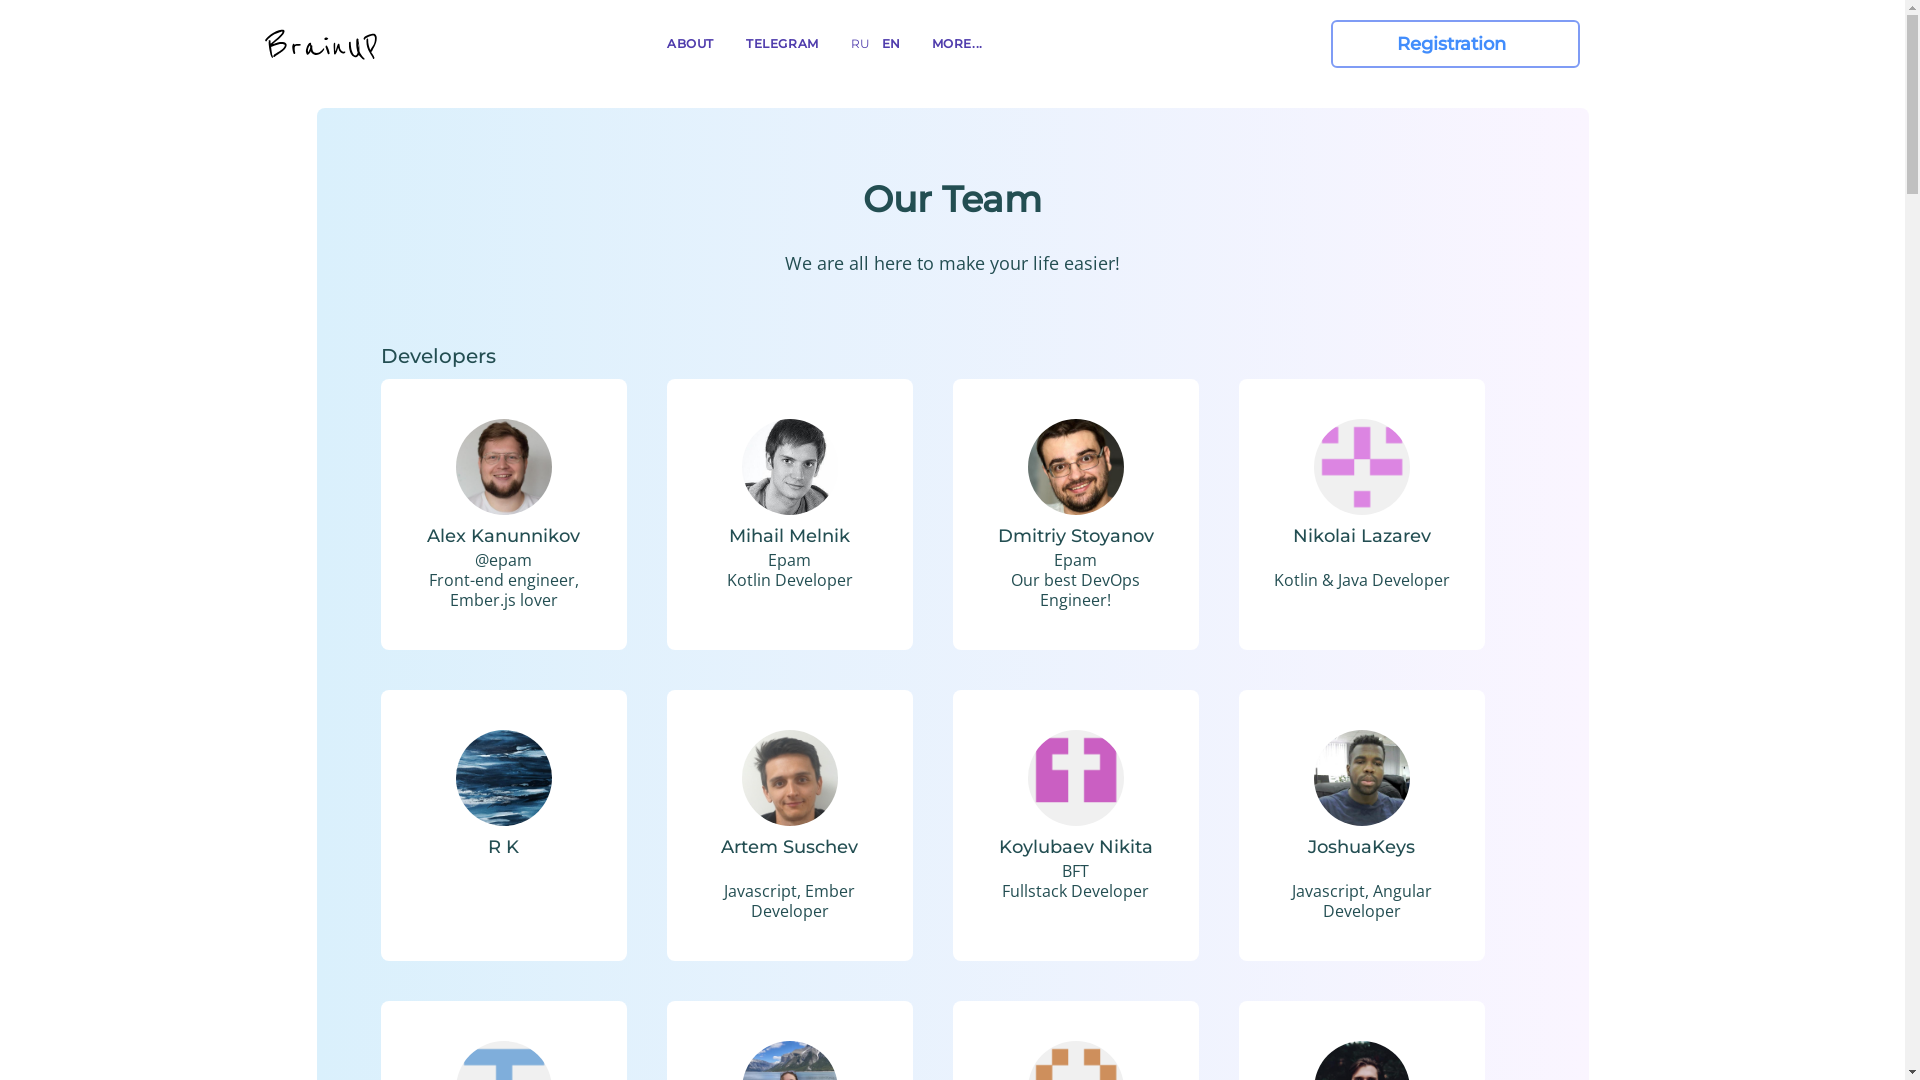 BrainUP
ABOUT
TELEGRAM
RU
EN
MORE...
Registration
Our Team
We are all here to make your life easier!
Developers
Alex Kanunnikov
@epam
Front-end engineer,
Ember.js lover
Mihail Melnik
Epam
Kotlin Developer
Dmitriy Stoyanov
Epam
Our best DevOps
Engineer!
Nikolai Lazarev
Kotlin & Java Developer
R K
Artem Suschev
Javascript, Ember
Developer
Koylubaev Nikita
BFT
Fullstack Developer
JoshuaKeys
Javascript, Angular
Developer